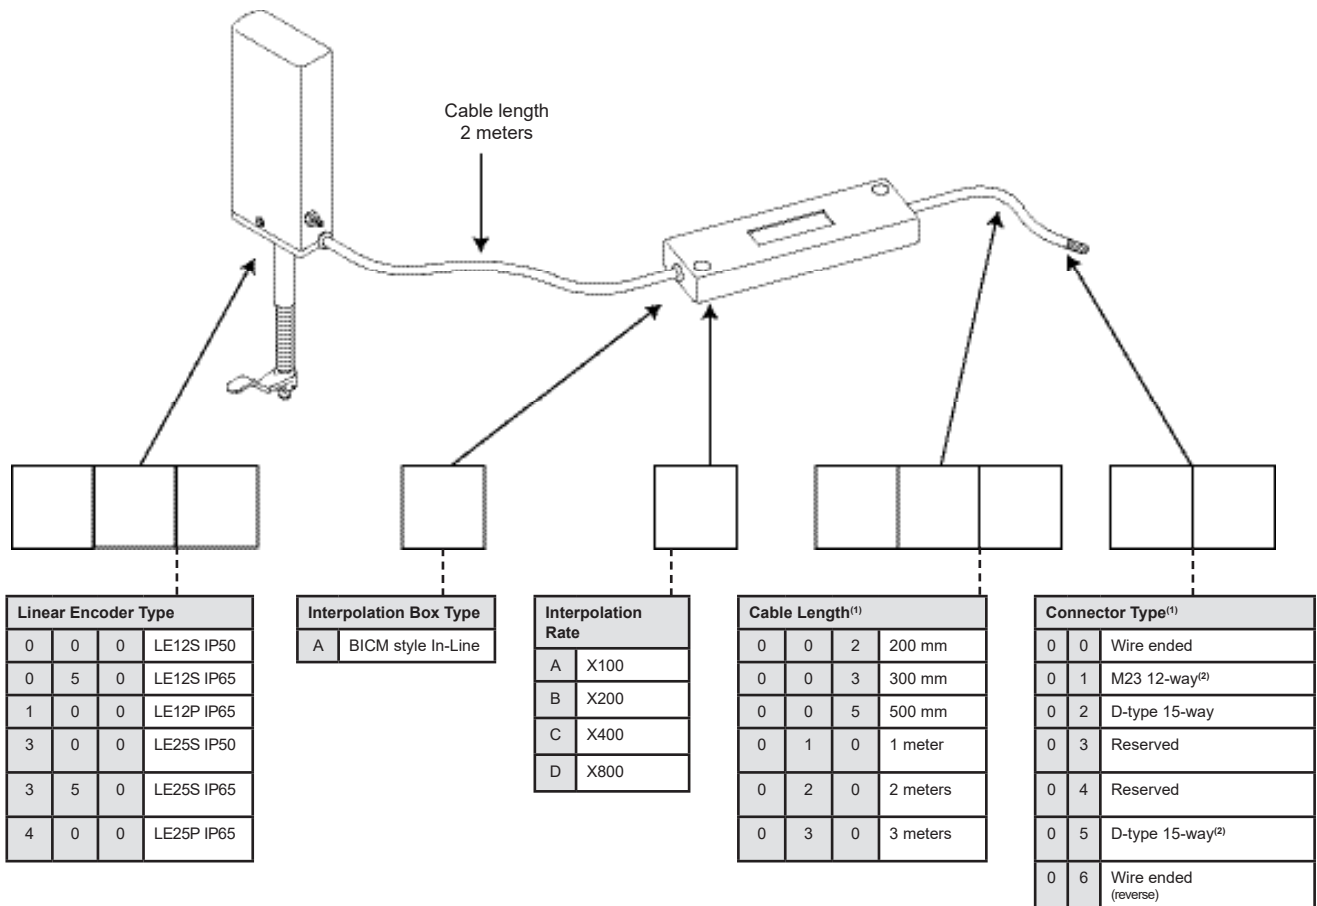 Cable length
2 meters
Linear Encoder Type
0 0 0 LE12S IP50
0 5 0 LE12S IP65
1 0 0 LE12P IP65
3 0 0 LE25S IP50
3 5 0 LE25S IP65
4 0 0 LE25P IP65
Interpolation Box Type
A BICM style In-Line
Interpolation
Rate
A X100
B X200
C X400
D X800
Cable Length(1)
0 0 2 200 mm
0 0 3 300 mm
0 0 5 500 mm
0 1 0 1 meter
0 2 0 2 meters
0 3 0 3 meters
Connector Type(1)
0 0 Wire ended
0 1 M23 12-way(2)
0 2 D-type 15-way
0 3 Reserved
0 4 Reserved
0 5 D-type 15-way(2)
0 6 Wire ended
(reverse)